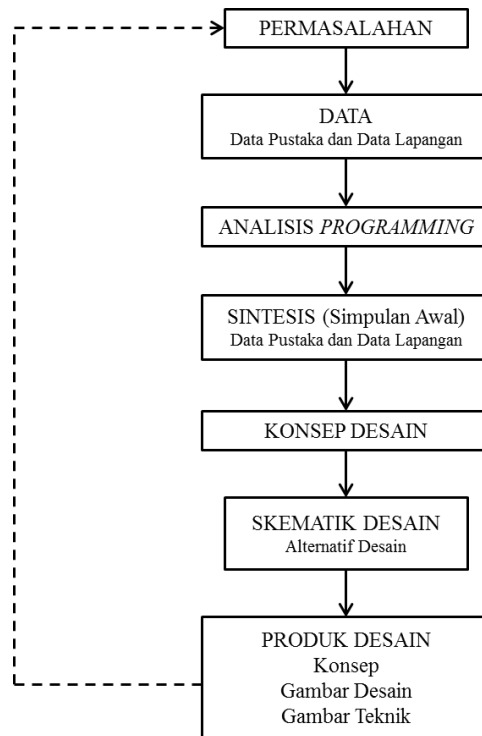 PERMASALAHAN
DATA
Data Pustaka dan Data Lapangan
ANALISIS PROGRAMMING
SINTESIS (Simpulan Awal)
Data Pustaka dan Data Lapangan
KONSEP DESAIN
SKEMATIK DESAIN
Alternatif Desain
PRODUK DESAIN
Konsep
Gambar Desain
Gambar Teknik